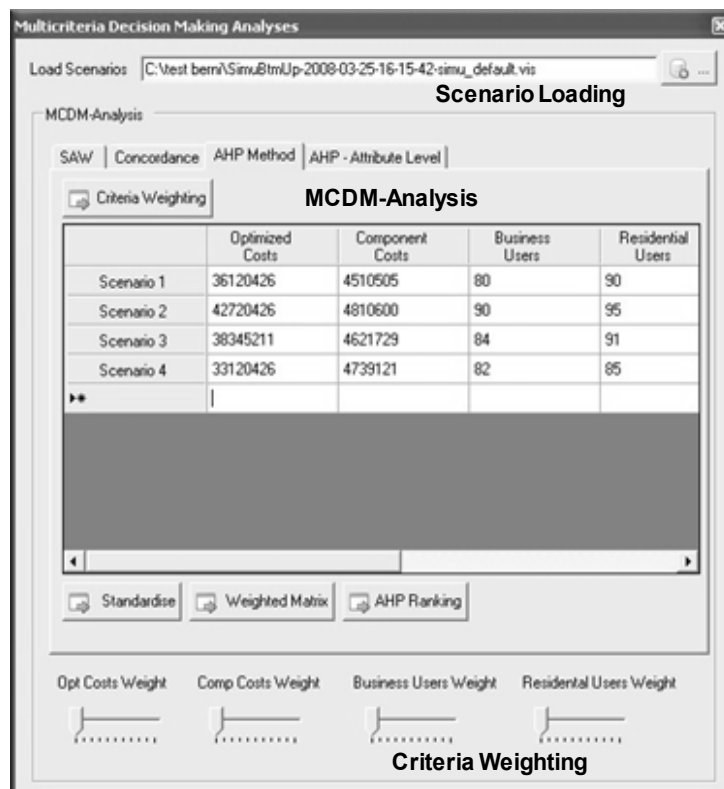 Multicriteria Decision Making Analyses
Load Scenarios C:\test berni\SimuBtmUp-2008-03-25-16-15-42-simu_default.vis ...
Scenario Loading
MCDM-Analysis
SAW Concordance AHP Method AHP - Attribute Level
Criteria Weighting
MCDM-Analysis
Optimized Costs Component Costs Business Users Residential Users
Scenario 1 36120426 4510505 80 90
Scenario 2 42720426 4810600 90 95
Scenario 3 38345211 4621729 84 91
Scenario 4 33120426 4739121 82 85
Standardise Weighted Matrix AHP Ranking
Opt Costs Weight Comp Costs Weight Business Users Weight Residental Users Weight
Criteria Weighting